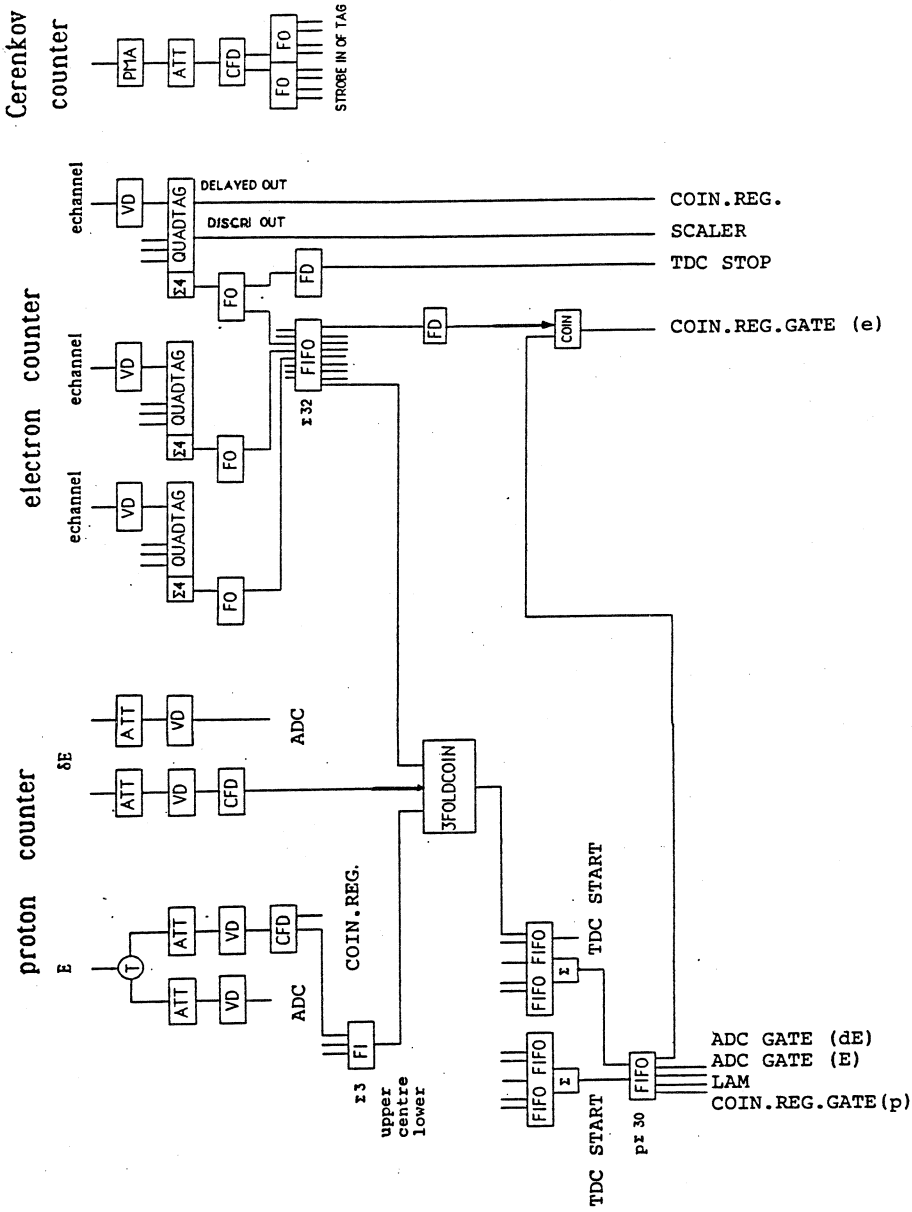 proton counter
E
δE
electron counter
echannel
echannel
echannel
Cerenkov
counter
T
ATT
ATT
ATT
ATT
VD
VD
VD
VD
CFD
CFD
ADC
ADC
COIN.REG.
Σ3
FI
upper
centre
lower
3FOLDCOIN
VD
VD
VD
Σ4 QUADTAG
Σ4 QUADTAG
Σ4 QUADTAG
DELAYED OUT
DISCRI OUT
FO
FO
FO
FD
FIFO
Σ32
FD
COIN
COIN.REG.
SCALER
TDC STOP
COIN.REG.GATE (e)
PMA
ATT
CFD
FO FO
STROBE IN OF TAG
FIFO FIFO
Σ
FIFO FIFO
Σ
TDC START
TDC START
pΣ30
FIFO
ADC GATE (dE)
ADC GATE (E)
LAM
COIN.REG.GATE(p)